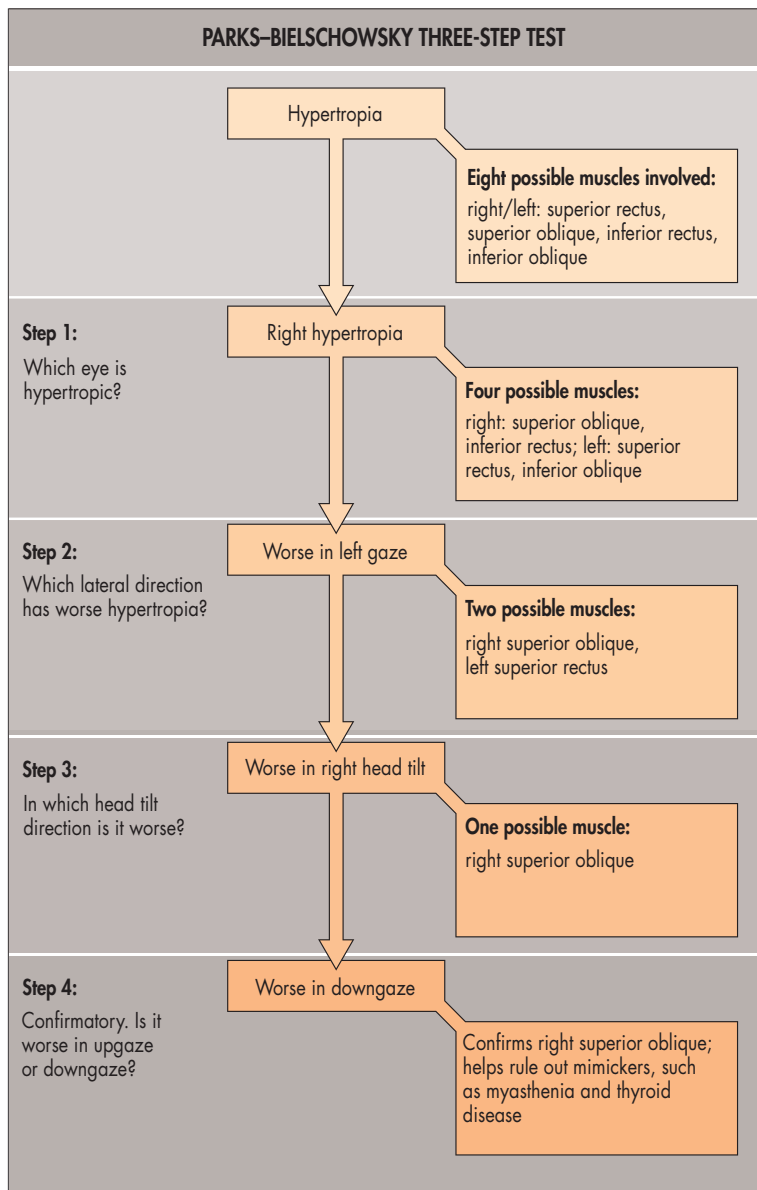 PARKS–BIELSCHOWSKY THREE-STEP TEST
Hypertropia
Eight possible muscles involved:
right/left: superior rectus,
superior oblique, inferior rectus,
inferior oblique
Step 1:
Which eye is
hypertropic?
Right hypertropia
Four possible muscles:
right: superior oblique,
inferior rectus; left: superior
rectus, inferior oblique
Step 2:
Which lateral direction
has worse hypertropia?
Worse in left gaze
Two possible muscles:
right superior oblique,
left superior rectus
Step 3:
In which head tilt
direction is it worse?
Worse in right head tilt
One possible muscle:
right superior oblique
Step 4:
Confirmatory. Is it
worse in upgaze
or downgaze?
Worse in downgaze
Confirms right superior oblique;
helps rule out mimickers, such
as myasthenia and thyroid
disease